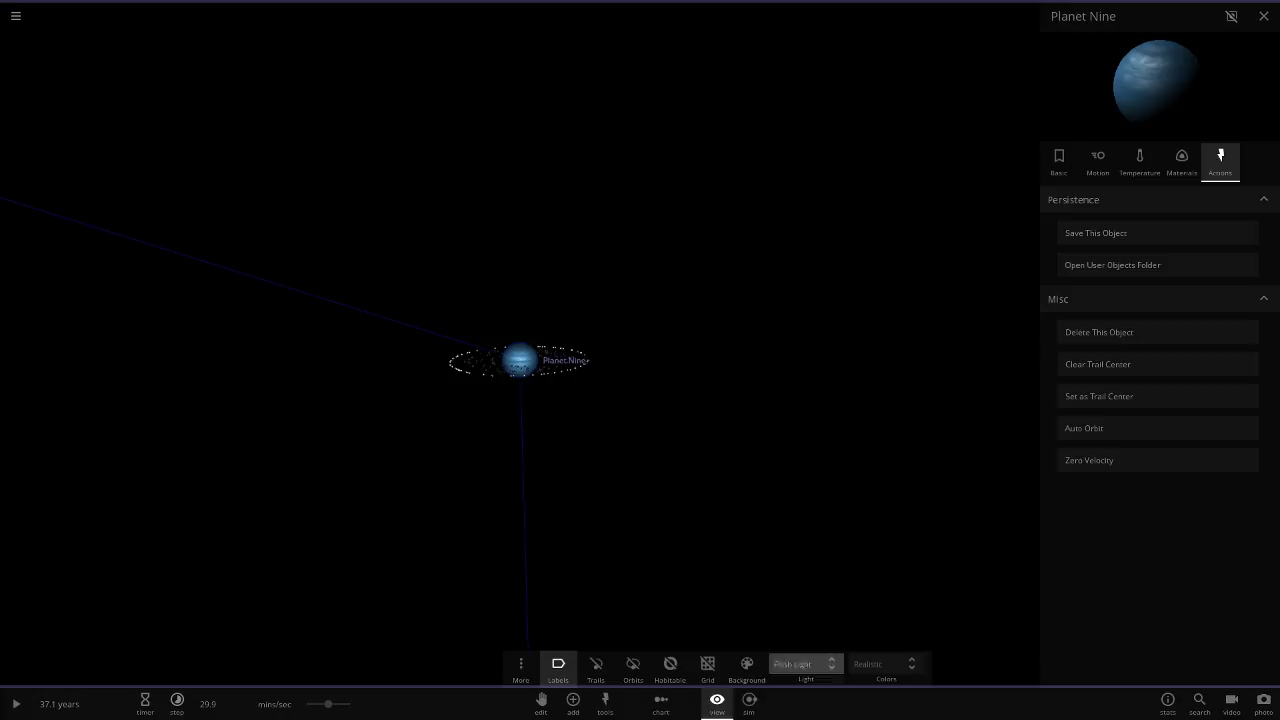 Planet Nine
Basic
Motion
Temperature
Materials
Actions
Persistence
Save This Object
Open User Objects Folder
Misc
Delete This Object
Clear Trail Center
Set as Trail Center
Auto Orbit
Zero Velocity
Planet Nine
More
Labels
Trails
Orbits
Habitable
Grid
Background
Light
Realistic
Colors
37.1 years
timer
step
29.9
mins/sec
edit
add
tools
chart
view
sim
stats
search
video
photo